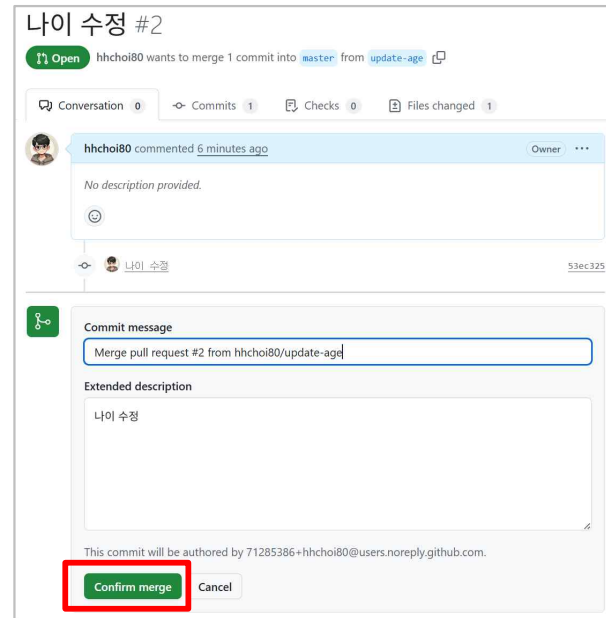 나이 수정 #2
Open hhchoi80 wants to merge 1 commit into master from update-age
Conversation 0 Commits 1 Checks 0 Files changed 1
hhchoi80 commented 6 minutes ago Owner ...
No description provided.
나이 수정 53ec325
Commit message
Merge pull request #2 from hhchoi80/update-age
Extended description
나이 수정
This commit will be authored by 71285386+hhchoi80@users.noreply.github.com.
Confirm merge Cancel